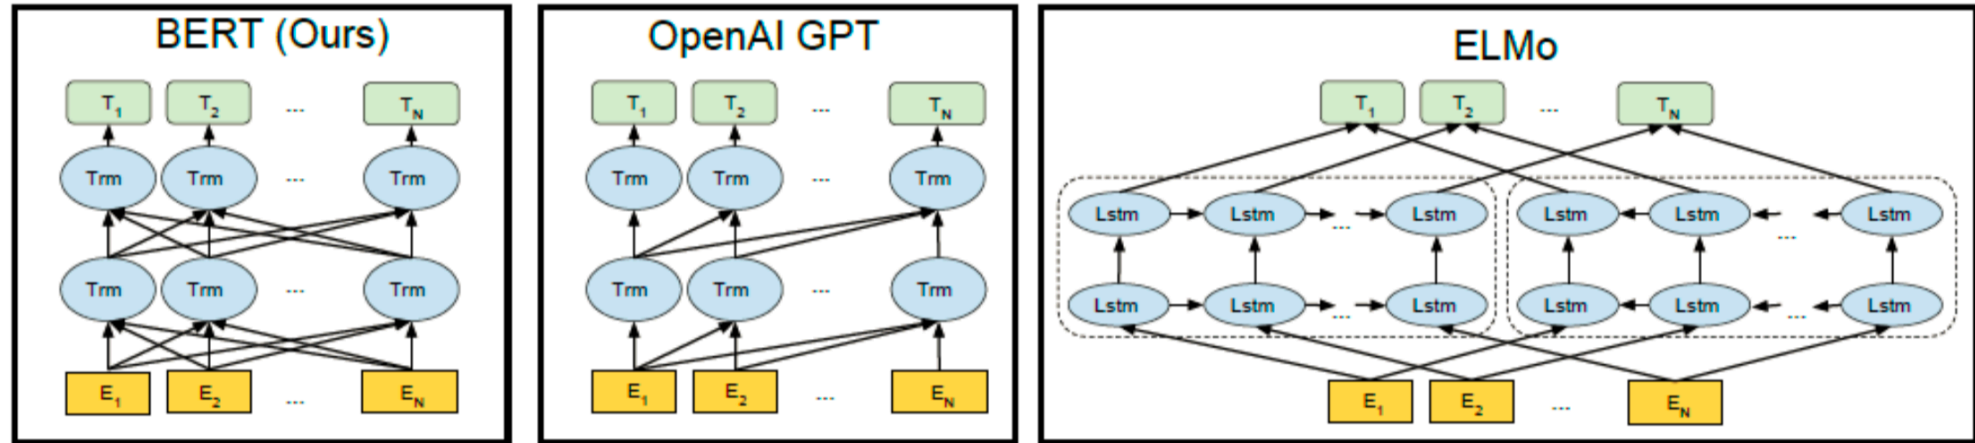 BERT (Ours)
T1 T2 ... TN
Trm Trm ... Trm
Trm Trm ... Trm
E1 E2 ... EN
OpenAI GPT
T1 T2 ... TN
Trm Trm ... Trm
Trm Trm ... Trm
E1 E2 ... EN
ELMo
T1 T2 ... TN
Lstm Lstm ... Lstm Lstm Lstm ... Lstm
Lstm Lstm ... Lstm Lstm Lstm ... Lstm
E1 E2 ... EN